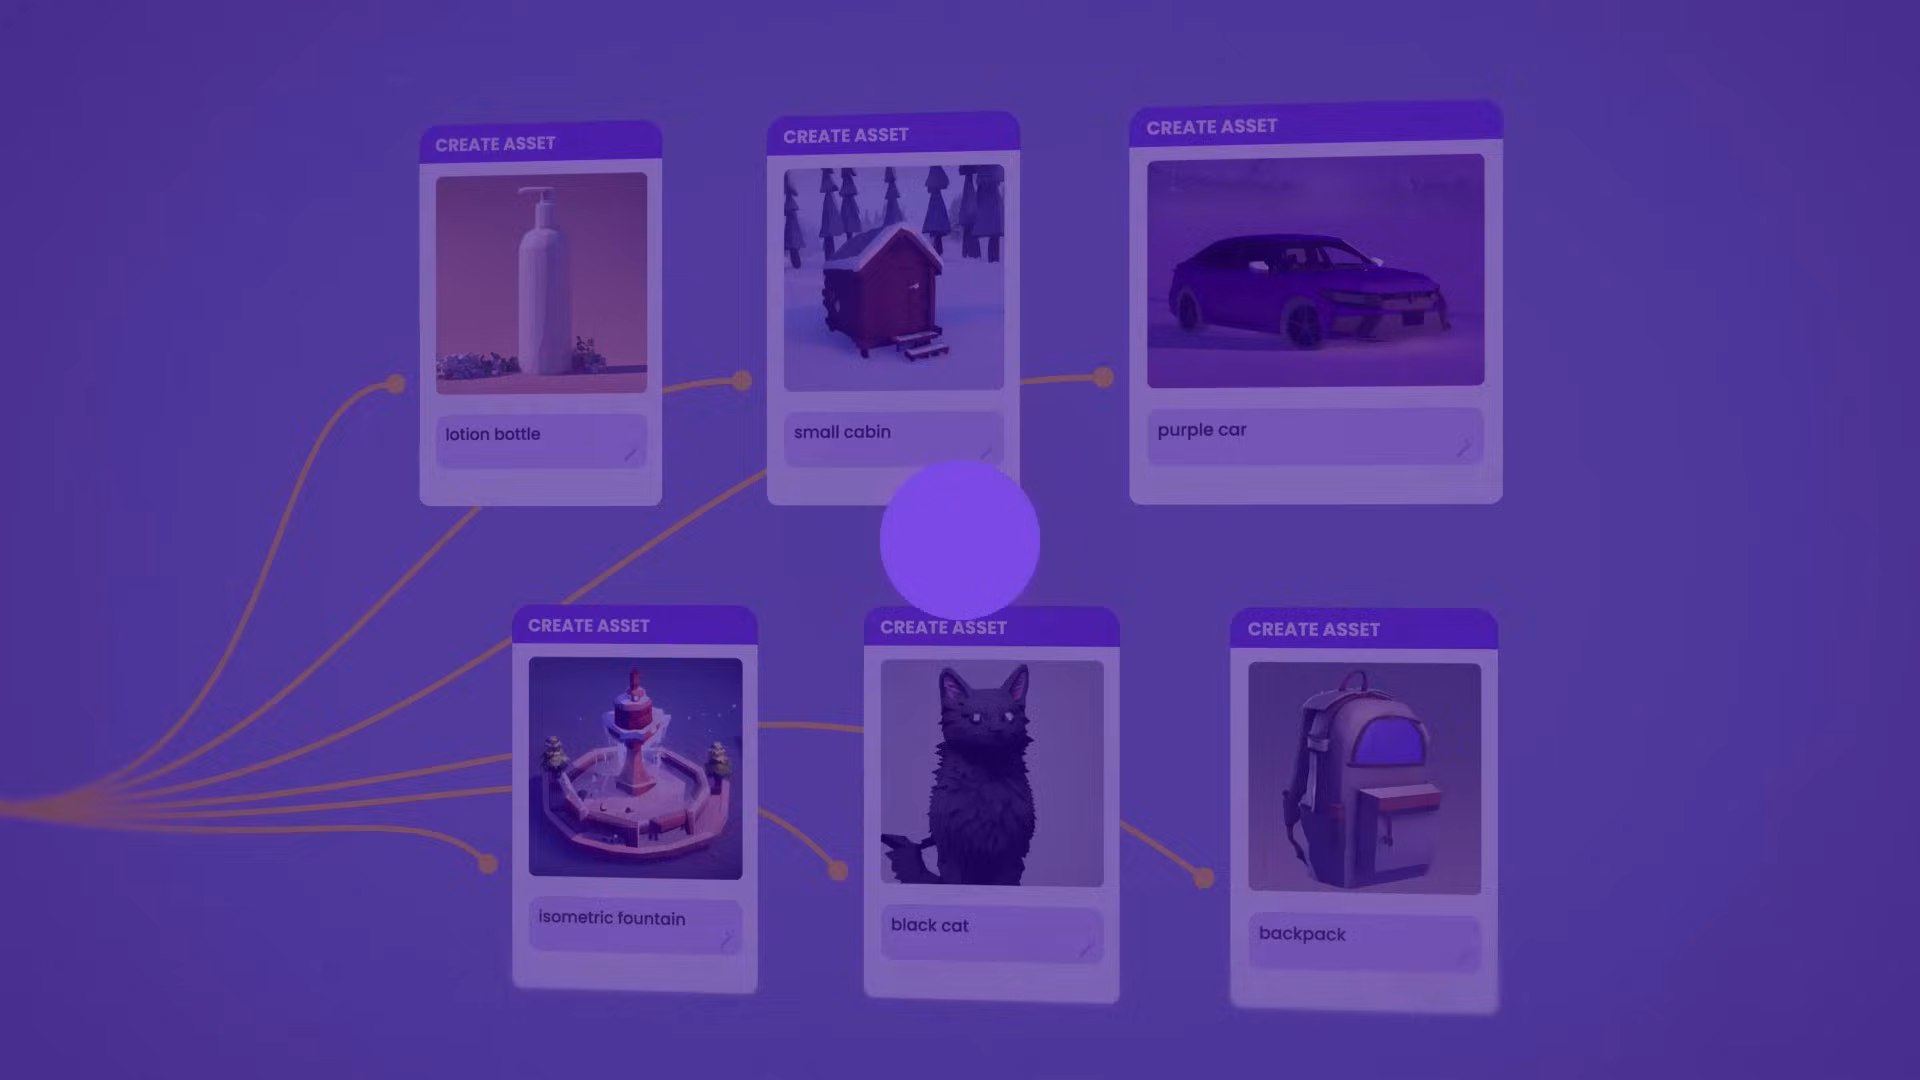 CREATE ASSET
lotion bottle
CREATE ASSET
small cabin
CREATE ASSET
purple car
CREATE ASSET
isometric fountain
CREATE ASSET
black cat
CREATE ASSET
backpack